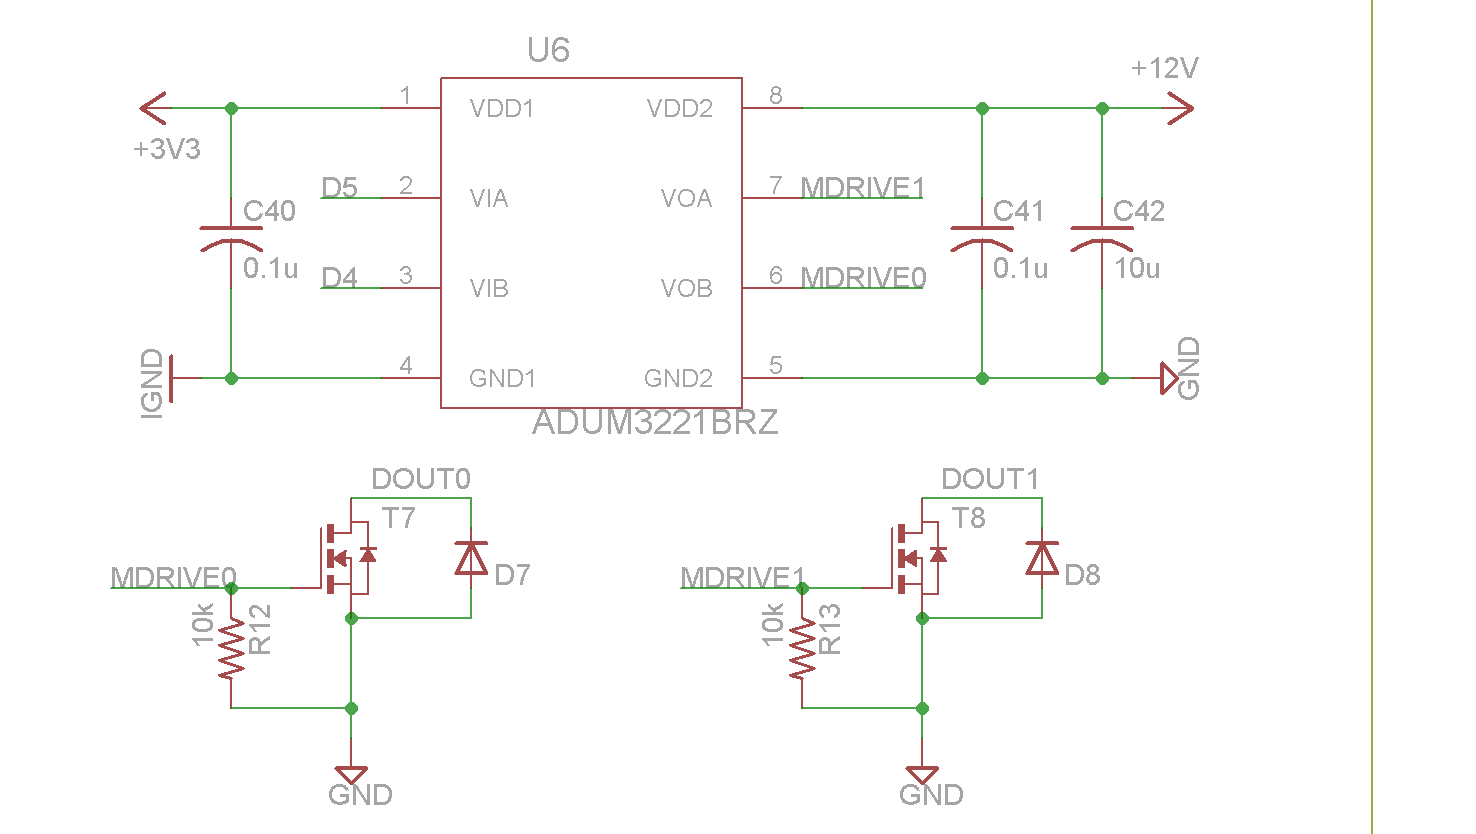 U6
+12V
1
VDD1
VDD2
8
+3V3
D5
2
VIA
VOA
7
MDRIVE1
C40
C41
C42
0.1u
0.1u
10u
D4
3
VIB
VOB
6
MDRIVE0
IGND
4
GND1
GND2
5
GND
ADUM3221BRZ
DOUT0
DOUT1
T7
T8
MDRIVE0
D7
MDRIVE1
D8
10k
R12
10k
R13
GND
GND